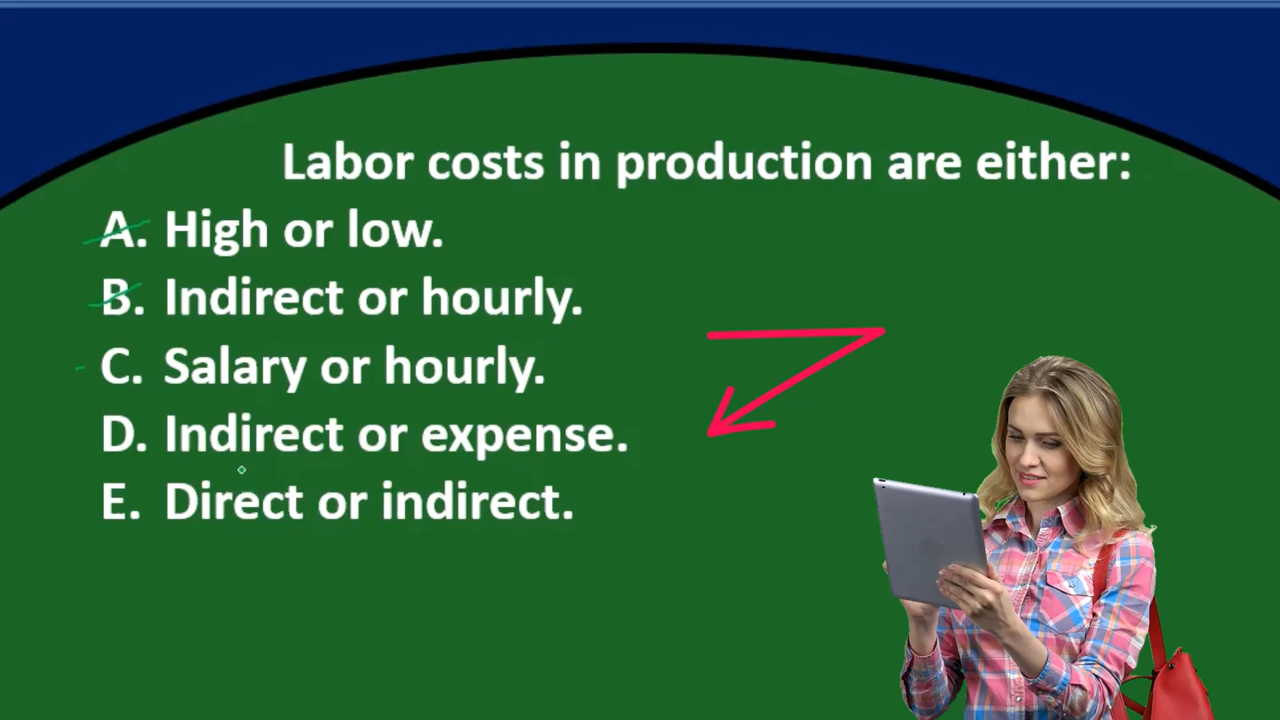 Labor costs in production are either:
A. High or low.
B. Indirect or hourly.
C. Salary or hourly.
D. Indirect or expense.
E. Direct or indirect.